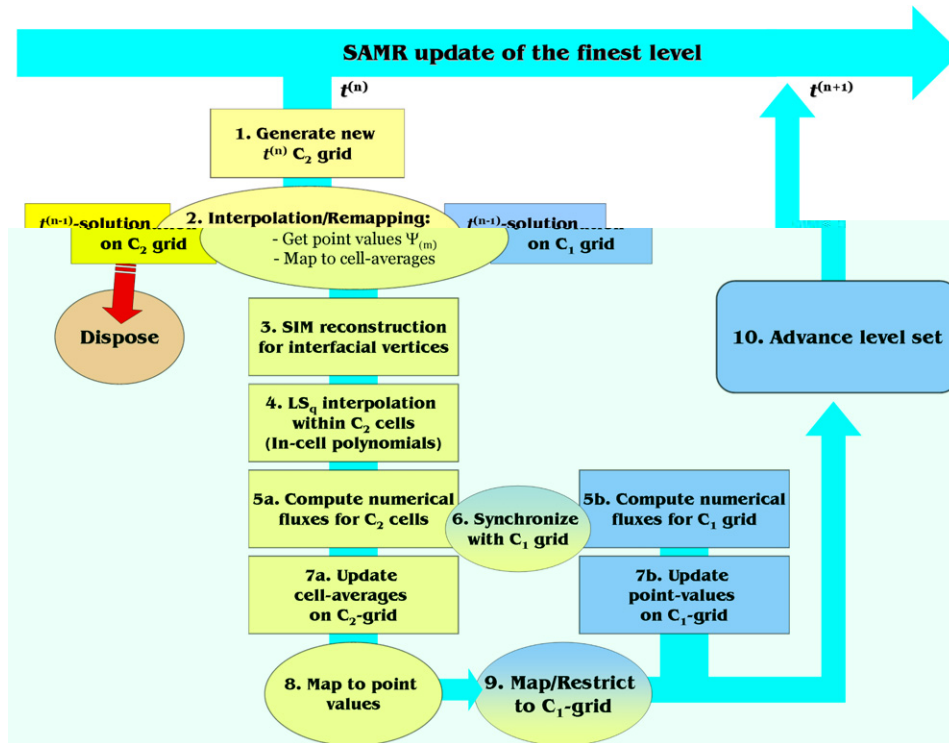 SAMR update of the finest level
t(n)
t(n+1)
1. Generate new
t(n) C2 grid
t(n-1)-solution
on C2 grid
2. Interpolation/Remapping:
- Get point values Ψ(m)
- Map to cell-averages
t(n-1)-solution
on C1 grid
Dispose
3. SIM reconstruction
for interfacial vertices
10. Advance level set
4. LSq interpolation
within C2 cells
(In-cell polynomials)
5a. Compute numerical
fluxes for C2 cells
6. Synchronize
with C1 grid
5b. Compute numerical
fluxes for C1 grid
7a. Update
cell-averages
on C2-grid
7b. Update
point-values
on C1-grid
8. Map to point
values
9. Map/Restrict
to C1-grid